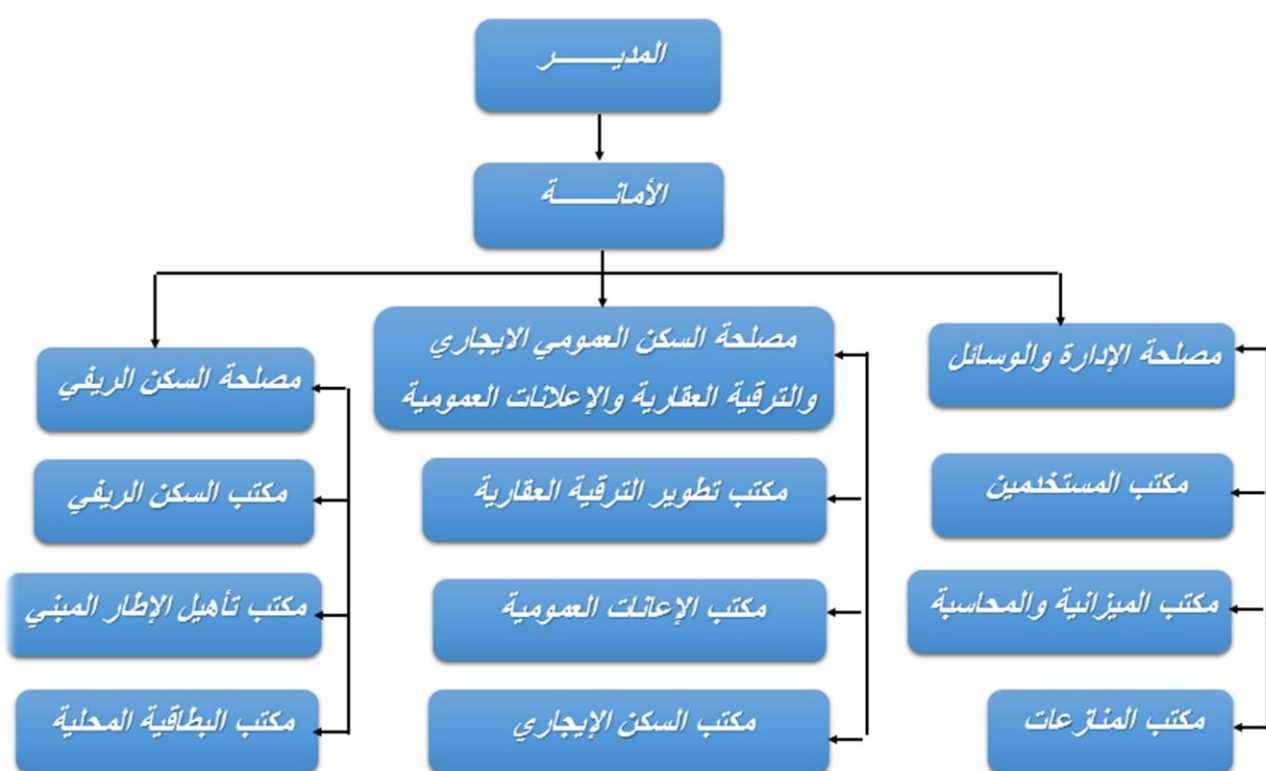 المديـــــــر
الأمانـــــــة
مصلحة الإدارة والوسائل
مكتب المستخدمين
مكتب الميزانية والمحاسبة
مكتب المنازعات
مصلحة السكن العمومي الايجاري
والترقية العقارية والإعلانات العمومية
مكتب تطوير الترقية العقارية
مكتب الإعانات العمومية
مكتب السكن الإيجاري
مصلحة السكن الريفي
مكتب السكن الريفي
مكتب تأهيل الإطار المبني
مكتب البطاقية المحلية